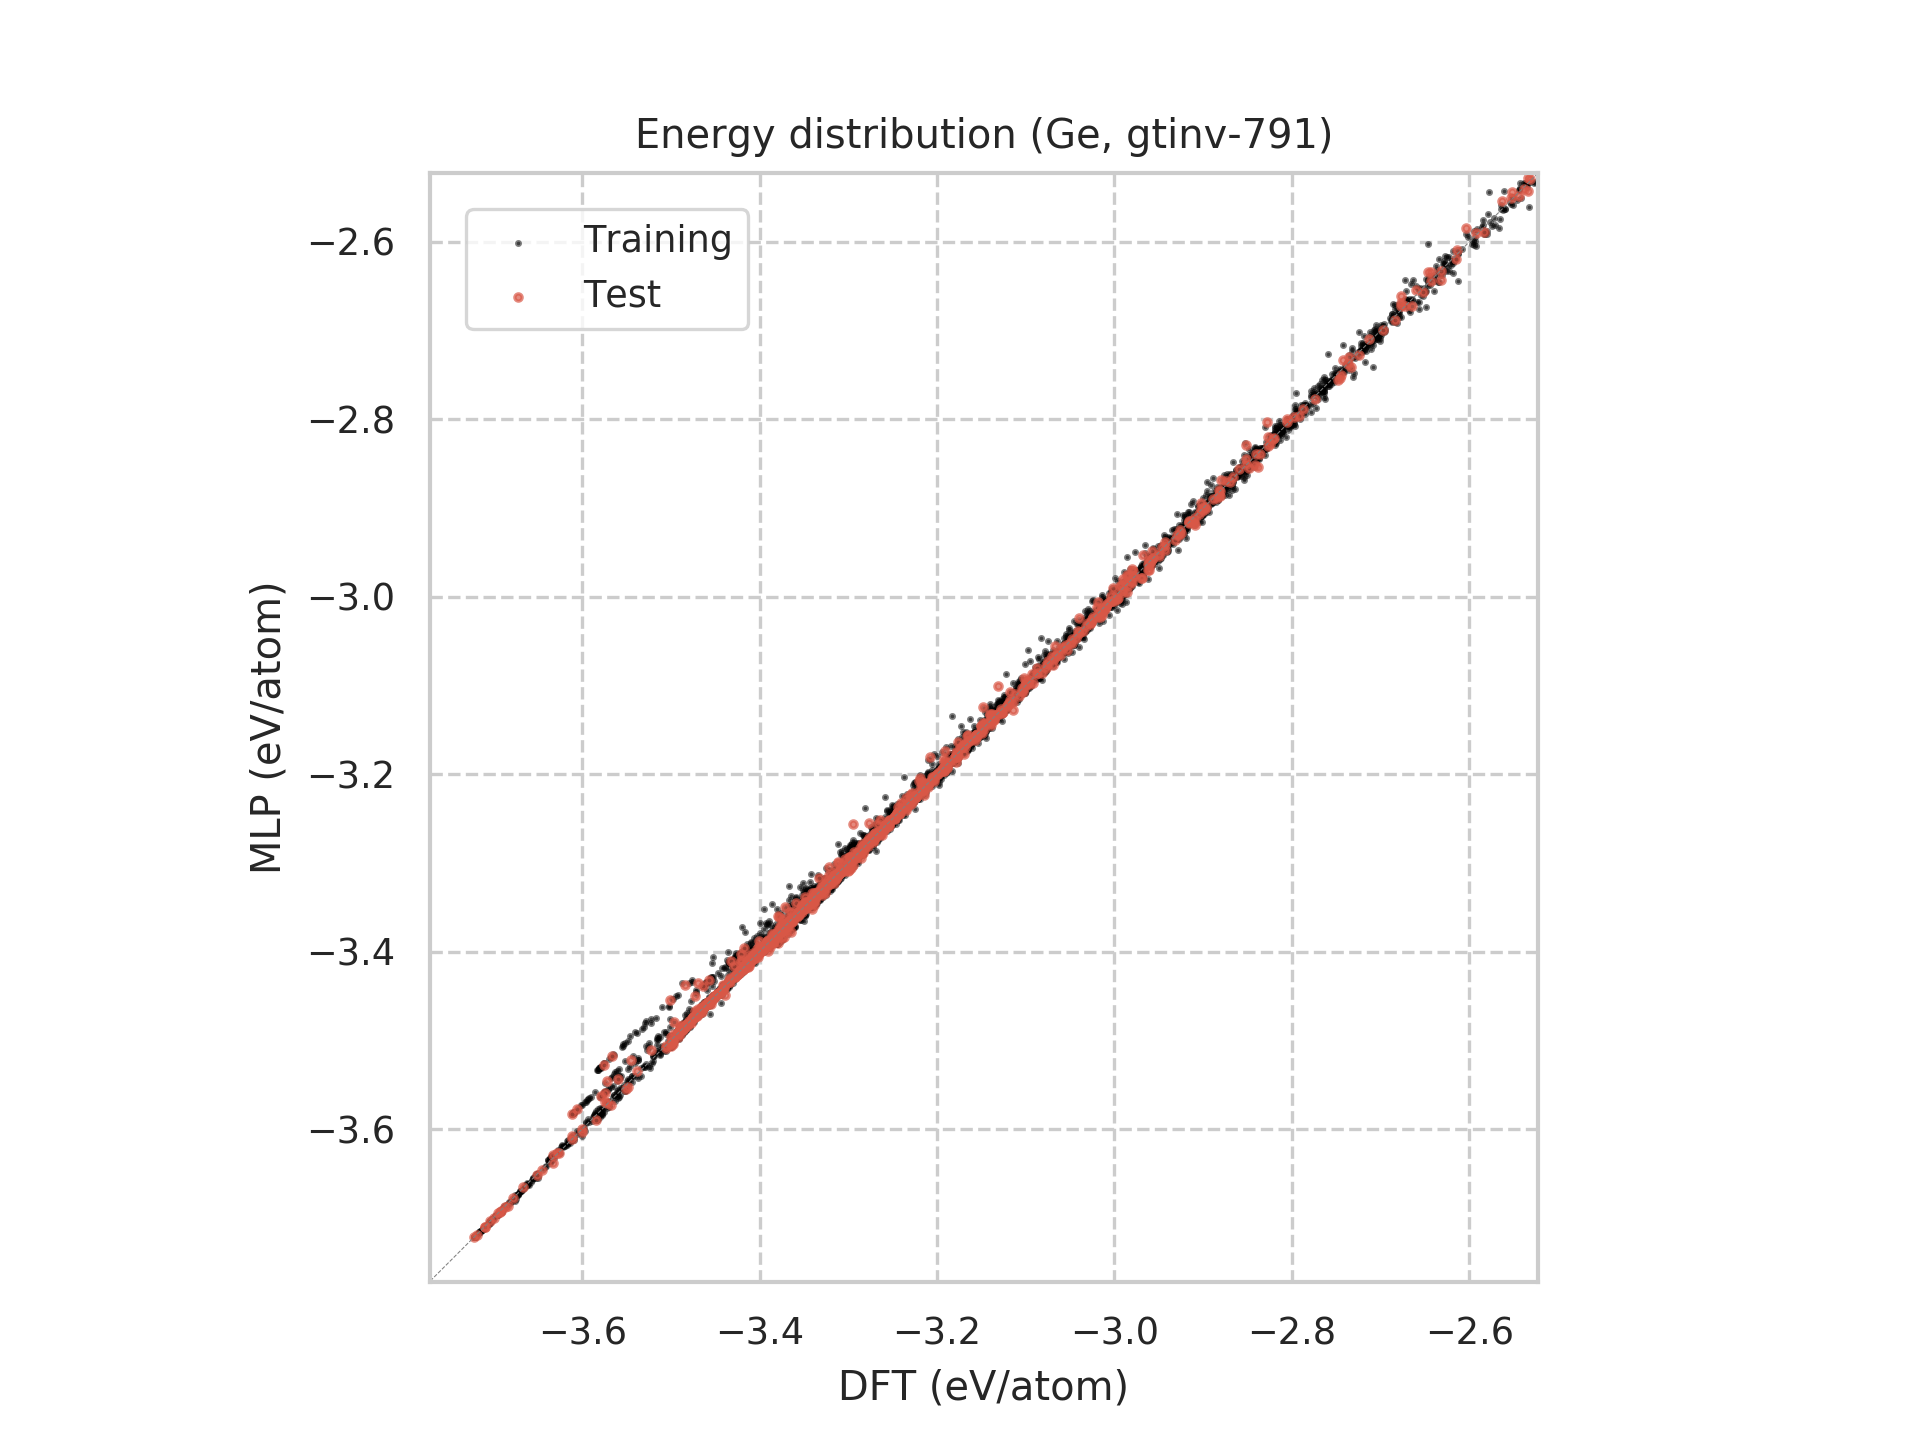 Energy distribution (Ge, gtinv-791)
Training
Test
MLP (eV/atom)
−2.6
−2.8
−3.0
−3.2
−3.4
−3.6
−3.6 −3.4 −3.2 −3.0 −2.8 −2.6
DFT (eV/atom)